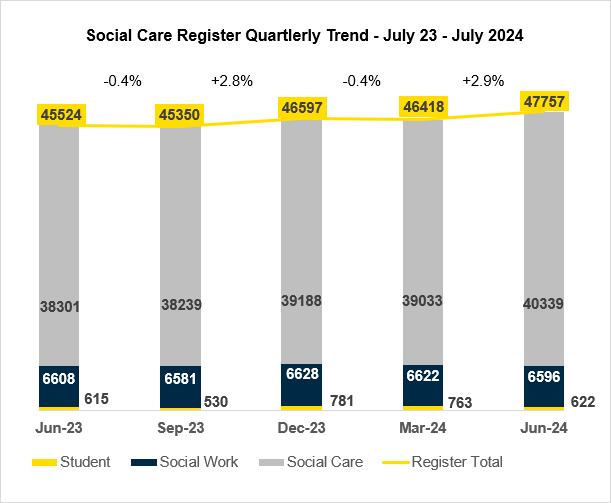 Social Care Register Quartlerly Trend - July 23 - July 2024
-0.4% +2.8% -0.4% +2.9%
45524 45350 46597 46418 47757
38301 38239 39188 39033 40339
6608 6581 6628 6622 6596
615 530 781 763 622
Jun-23 Sep-23 Dec-23 Mar-24 Jun-24
Student Social Work Social Care Register Total